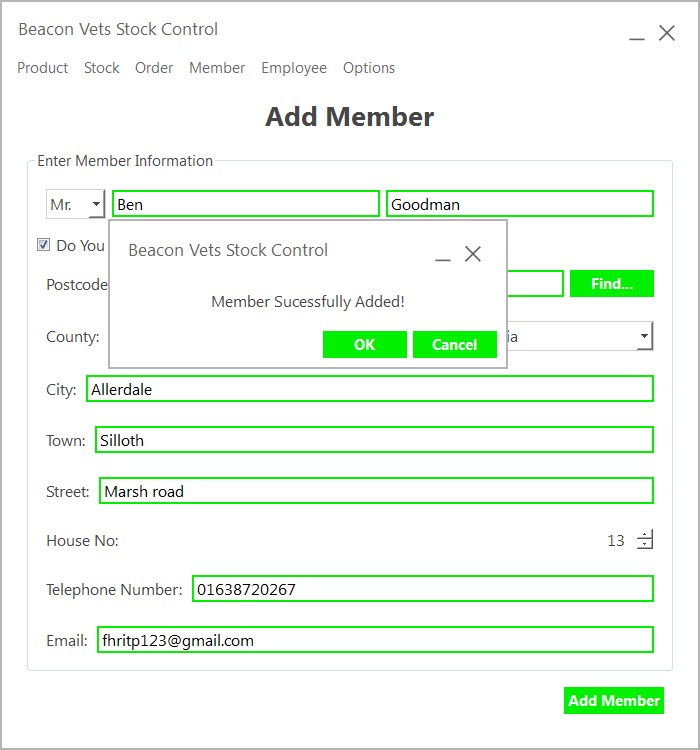 Beacon Vets Stock Control
Product Stock Order Member Employee Options
Add Member
Enter Member Information
Mr. Ben Goodman
Do You
Beacon Vets Stock Control
Postcode Find...
Member Sucessfully Added!
County: ia
OK Cancel
City: Allerdale
Town: Silloth
Street: Marsh road
House No: 13
Telephone Number: 01638720267
Email: fhritp123@gmail.com
Add Member